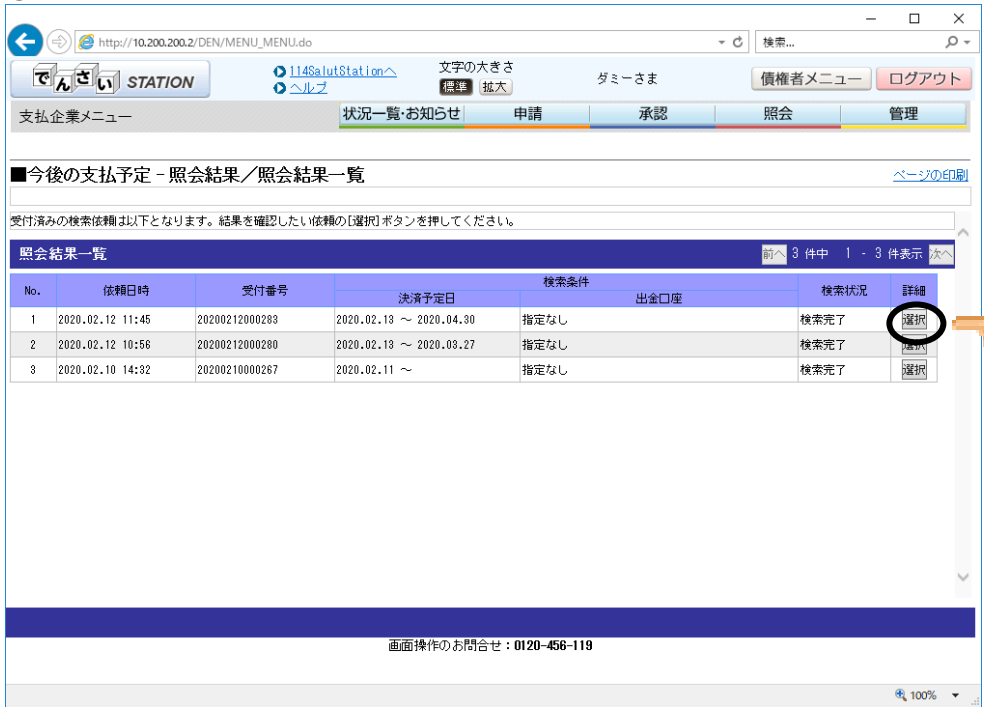 http://10.200.200.2/DEN/MENU_MENU.do 検索...
でんさい STATION 114SalutStationへ 文字の大きさ ダミーさま 債権者メニュー ログアウト
ヘルプ 標準 拡大
支払企業メニュー 状況一覧・お知らせ 申請 承認 照会 管理
■今後の支払予定－照会結果／照会結果一覧 ページの印刷
受付済みの検索依頼は以下となります。結果を確認したい依頼の[選択]ボタンを押してください。
照会結果一覧 前へ 3 件中 1 - 3 件表示 次へ
No. 依頼日時 受付番号 検索条件 検索状況 詳細
決済予定日 出金口座
1 2020.02.12 11:45 20200212000283 2020.02.13 ～ 2020.04.30 指定なし 検索完了 選択
2 2020.02.12 10:56 20200212000280 2020.02.13 ～ 2020.03.27 指定なし 検索完了 選択
3 2020.02.10 14:32 20200210000267 2020.02.11 ～ 指定なし 検索完了 選択
画面操作のお問合せ：0120-456-119
100%